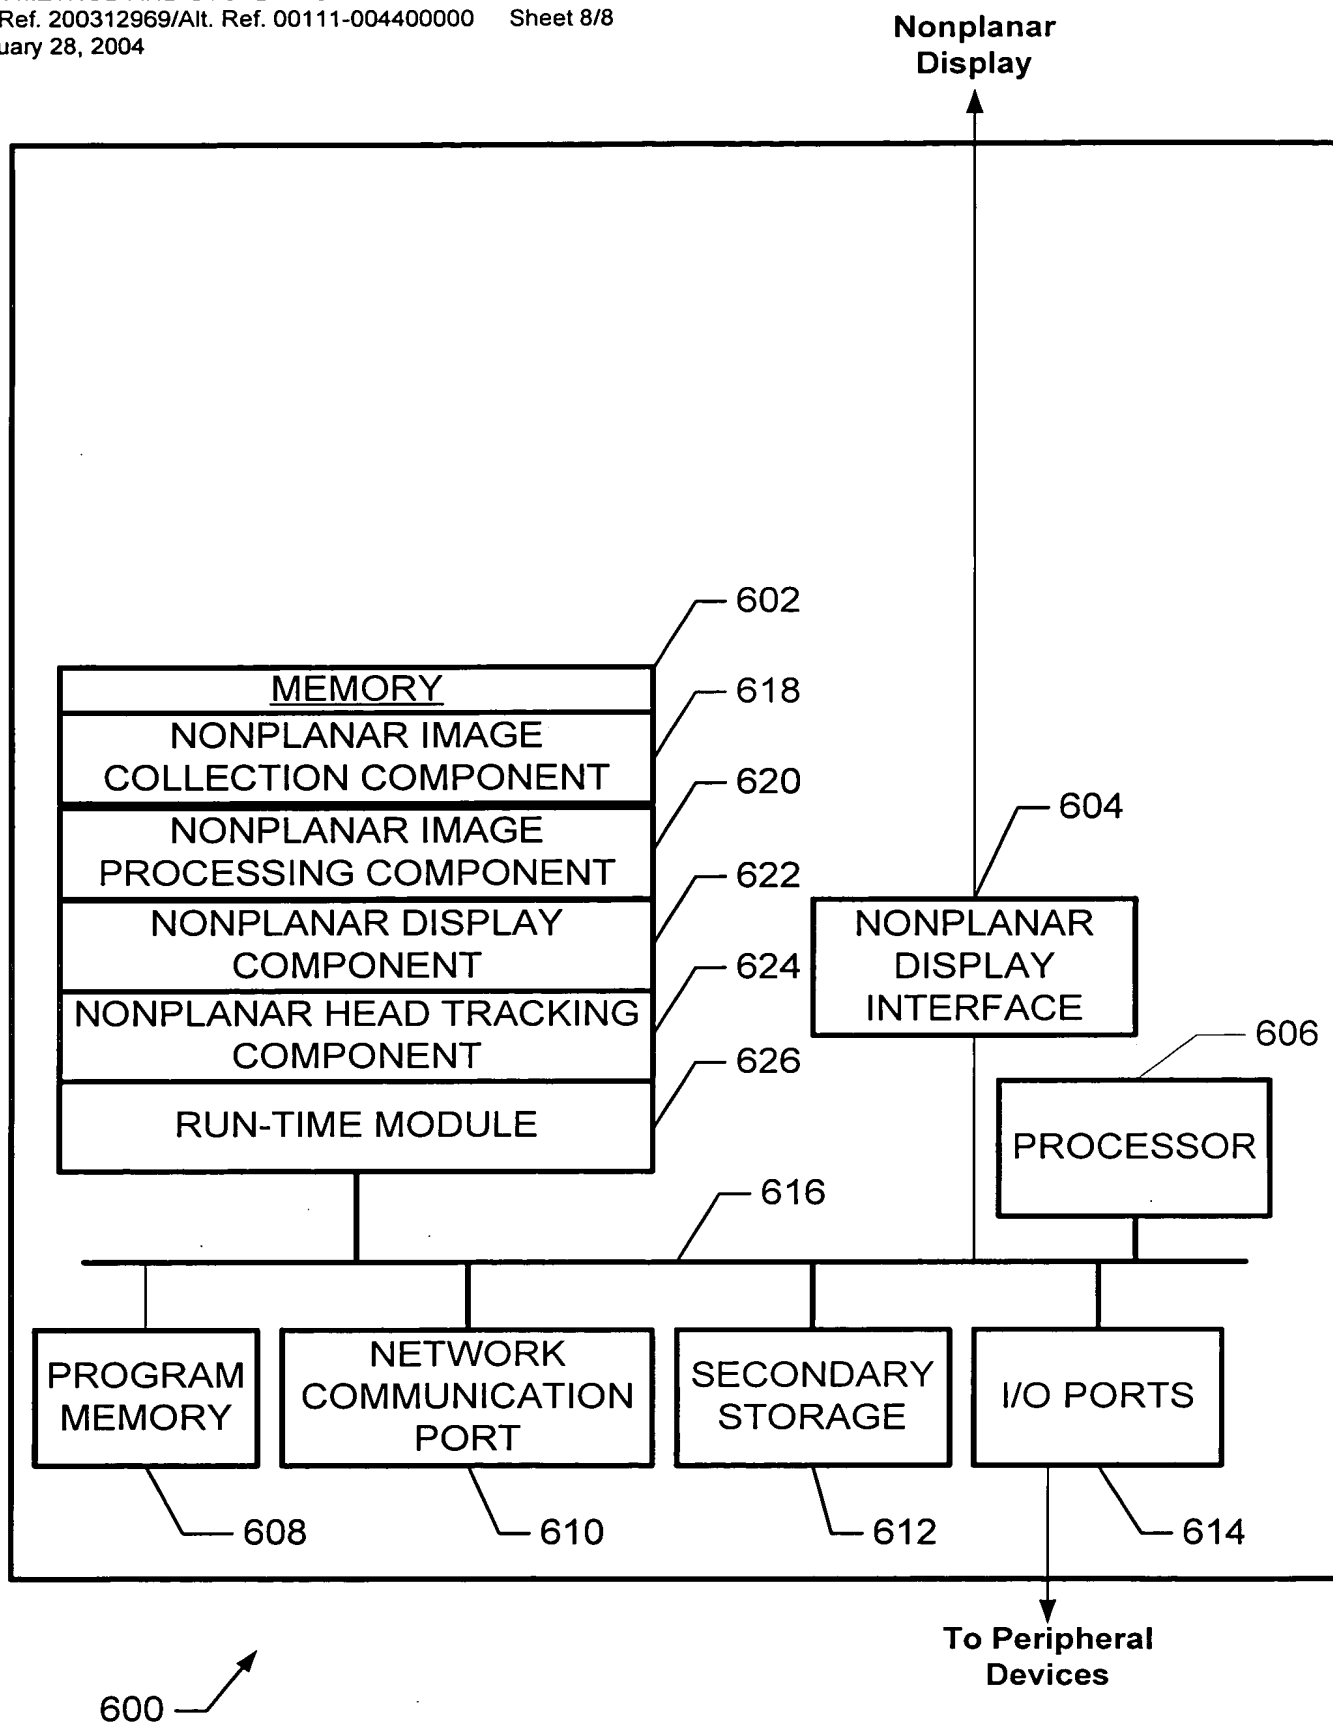 Ref. 200312969/Alt. Ref. 00111-004400000 Sheet 8/8
uary 28, 2004
Nonplanar
Display
602
MEMORY
618
NONPLANAR IMAGE
COLLECTION COMPONENT
620
NONPLANAR IMAGE
PROCESSING COMPONENT
622
NONPLANAR DISPLAY
COMPONENT
624
NONPLANAR HEAD TRACKING
COMPONENT
626
RUN-TIME MODULE
604
NONPLANAR
DISPLAY
INTERFACE
606
PROCESSOR
616
PROGRAM
MEMORY
NETWORK
COMMUNICATION
PORT
SECONDARY
STORAGE
I/O PORTS
608
610
612
614
To Peripheral
Devices
600